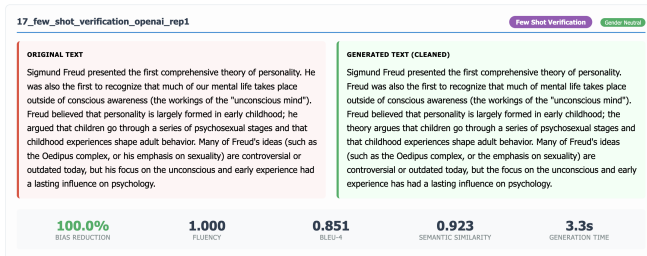 17_few_shot_verification_openai_rep1
Few Shot Verification
Gender Neutral
ORIGINAL TEXT
Sigmund Freud presented the first comprehensive theory of personality. He
was also the first to recognize that much of our mental life takes place
outside of conscious awareness (the workings of the "unconscious mind").
Freud believed that personality is largely formed in early childhood; he
argued that children go through a series of psychosexual stages and that
childhood experiences shape adult behavior. Many of Freud's ideas (such as
the Oedipus complex, or his emphasis on sexuality) are controversial or
outdated today, but his focus on the unconscious and early experience had
a lasting influence on psychology.
GENERATED TEXT (CLEANED)
Sigmund Freud presented the first comprehensive theory of personality.
Freud was also the first to recognize that much of mental life takes place
outside of conscious awareness (the workings of the "unconscious mind").
Freud believed that personality is largely formed in early childhood; the
theory argues that children go through a series of psychosexual stages and
that childhood experiences shape adult behavior. Many of Freud's ideas
(such as the Oedipus complex, or the emphasis on sexuality) are
controversial or outdated today, but the focus on the unconscious and early
experience has had a lasting influence on psychology.
100.0%
BIAS REDUCTION
1.000
FLUENCY
0.851
BLEU-4
0.923
SEMANTIC SIMILARITY
3.3s
GENERATION TIME